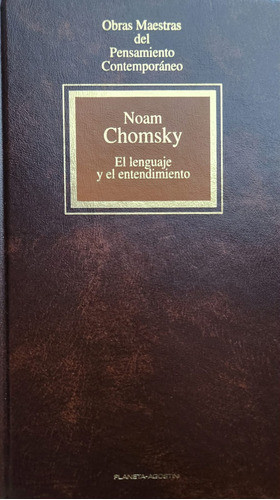 Obras Maestras
del
Pensamiento
Contemporáneo
Noam
Chomsky
El lenguaje
y el entendimiento
PLANETA-AGOSTINI